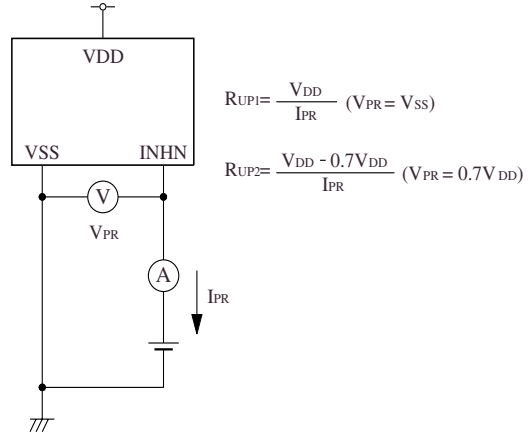 VDD
VSS INHN
V
VPR
A
IPR
RUP1= VDD / IPR (VPR = VSS)
RUP2= VDD - 0.7VDD / IPR (VPR = 0.7VDD)